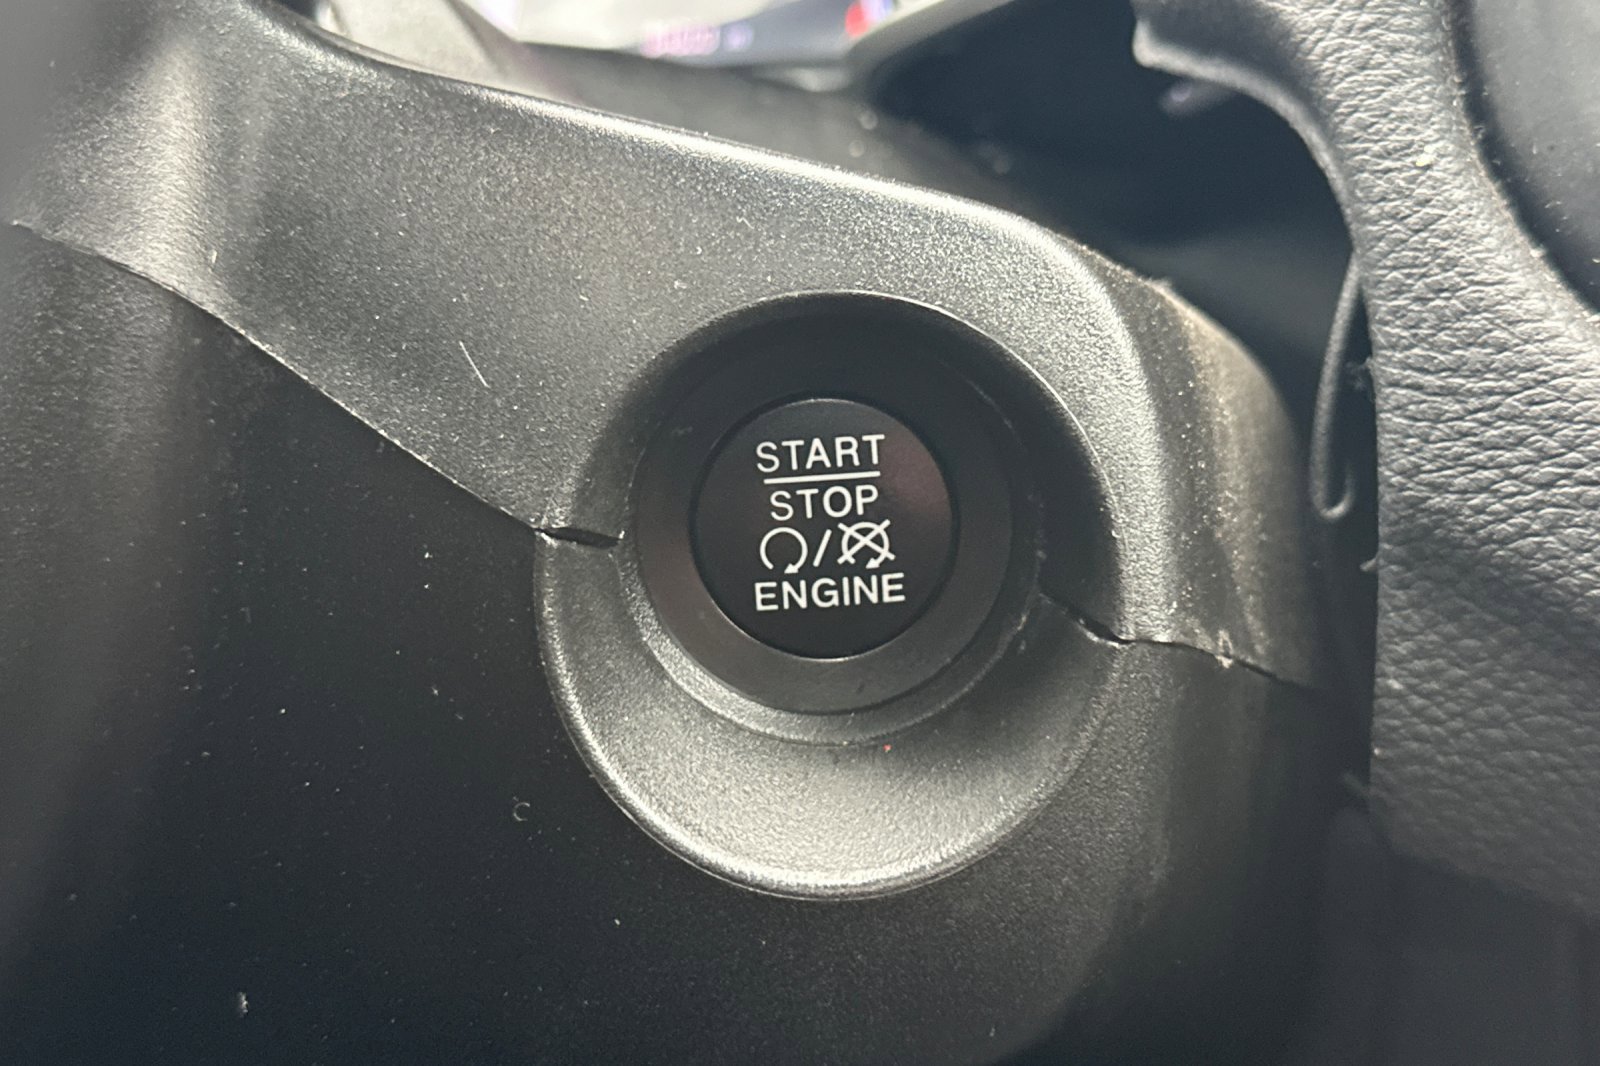 START
STOP
/
ENGINE